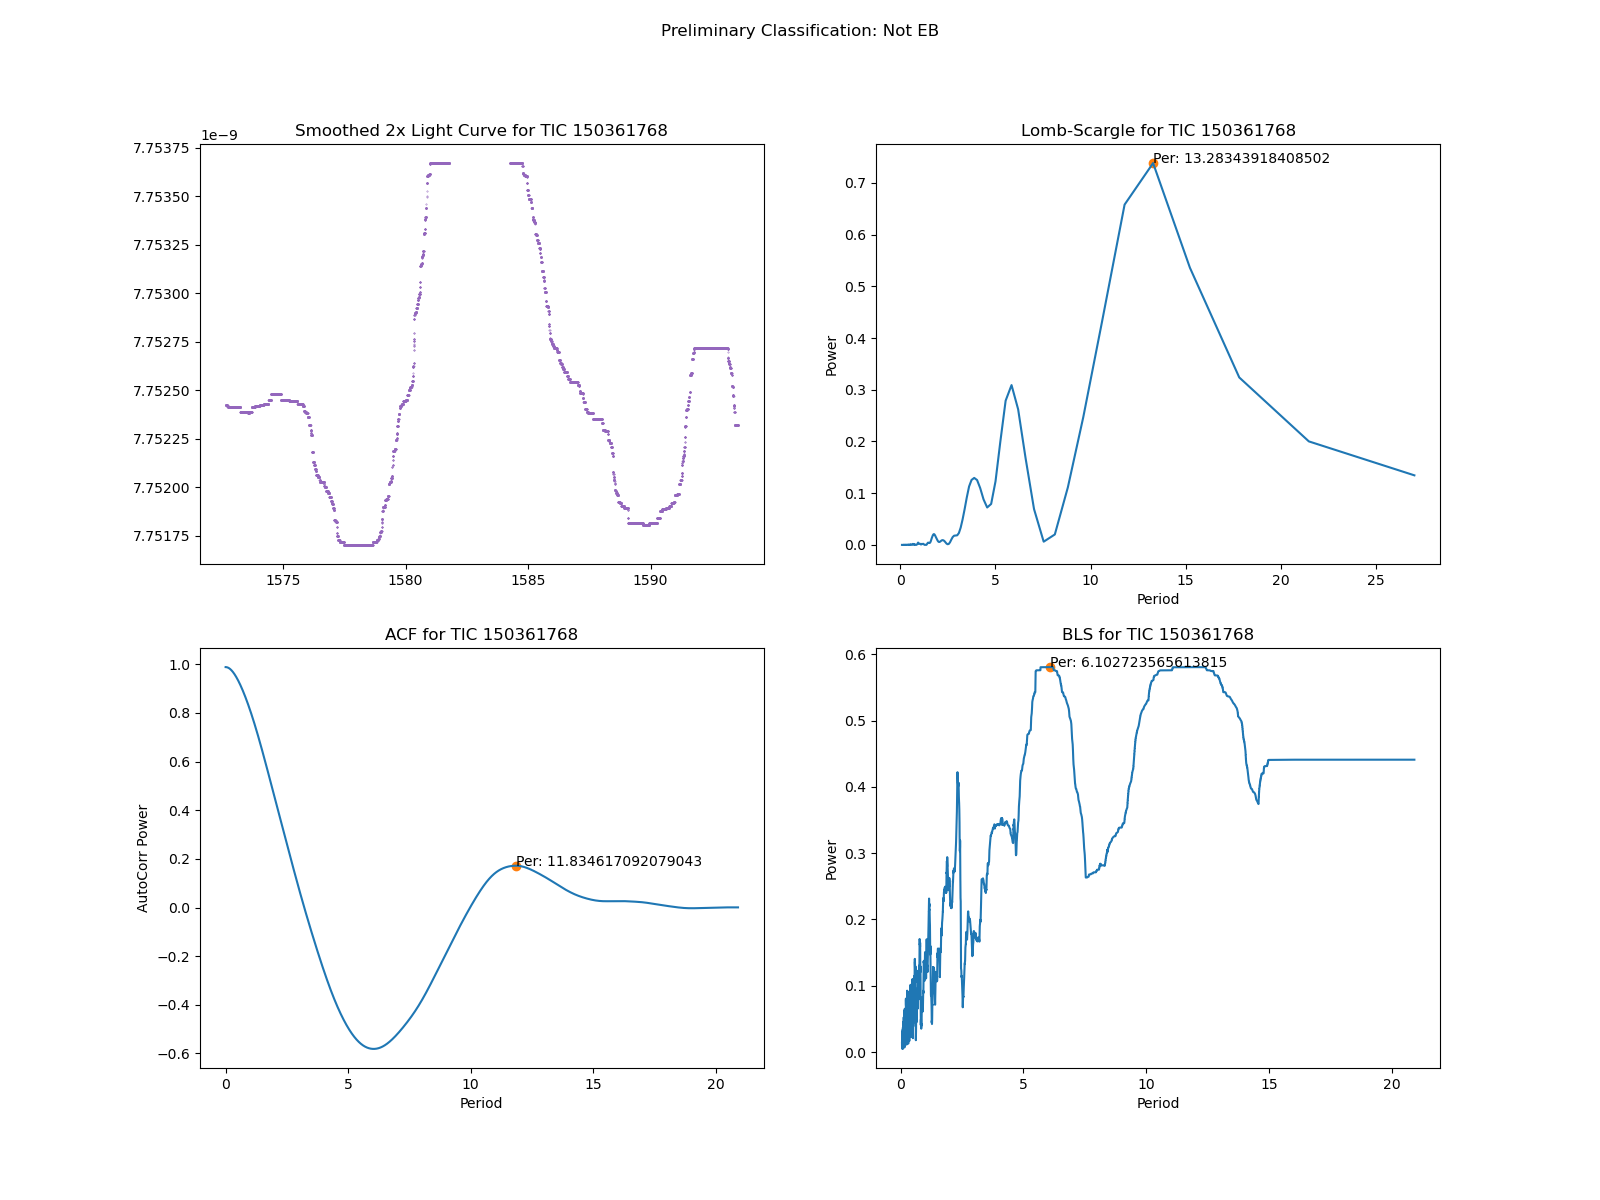 Preliminary Classification: Not EB
Smoothed 2x Light Curve for TIC 150361768
1e−9
7.75375
7.75350
7.75325
7.75300
7.75275
7.75250
7.75225
7.75200
7.75175
1575 1580 1585 1590
Lomb-Scargle for TIC 150361768
Per: 13.28343918408502
Power
0.7
0.6
0.5
0.4
0.3
0.2
0.1
0.0
0 5 10 15 20 25
Period
ACF for TIC 150361768
Per: 11.834617092079043
AutoCorr Power
1.0
0.8
0.6
0.4
0.2
0.0
−0.2
−0.4
−0.6
0 5 10 15 20
Period
BLS for TIC 150361768
Per: 6.102723565613815
Power
0.6
0.5
0.4
0.3
0.2
0.1
0.0
0 5 10 15 20
Period